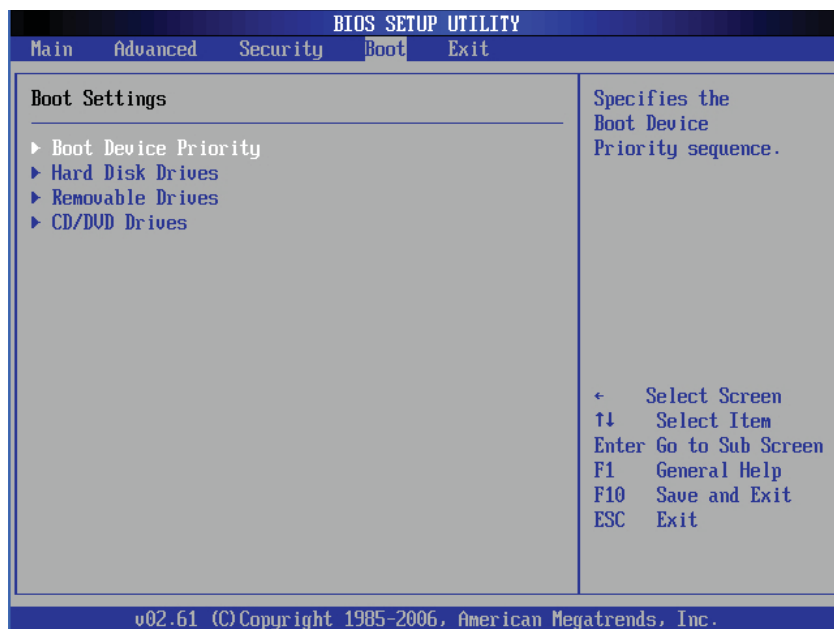 BIOS SETUP UTILITY
Main Advanced Security Boot Exit
Boot Settings
▶ Boot Device Priority
▶ Hard Disk Drives
▶ Removable Drives
▶ CD/DVD Drives
Specifies the
Boot Device
Priority sequence.
← Select Screen
↑↓ Select Item
Enter Go to Sub Screen
F1 General Help
F10 Save and Exit
ESC Exit
v02.61 (C)Copyright 1985-2006, American Megatrends, Inc.